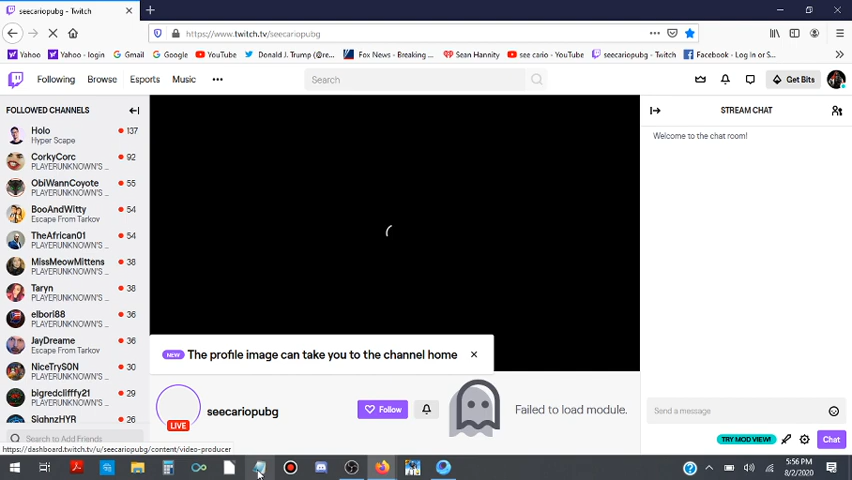 seecariopubg - Twitch
https://www.twitch.tv/seecariopubg
Yahoo
Yahoo - login
Gmail
Google
YouTube
Donald J. Trump (@re...
Fox News - Breaking ...
Sean Hannity
see cario - YouTube
seecariopubg - Twitch
Facebook - Log In or S...
Following
Browse
Esports
Music
Search
Get Bits
FOLLOWED CHANNELS
Holo
137
Hyper Scape
CorkyCorc
92
PLAYERUNKNOWN'S ...
ObiWannCoyote
55
PLAYERUNKNOWN'S ...
BooAndWitty
54
Escape From Tarkov
TheAfrican01
54
PLAYERUNKNOWN'S ...
MissMeowMittens
38
PLAYERUNKNOWN'S ...
Taryn
38
PLAYERUNKNOWN'S ...
elbori88
36
PLAYERUNKNOWN'S ...
JayDreame
36
Escape From Tarkov
NiceTryS0N
30
PLAYERUNKNOWN'S ...
bigredclifffy21
29
PLAYERUNKNOWN'S ...
SighnzHYR
26
Search to Add Friends
https://dashboard.twitch.tv/u/seecariopubg/content/video-producer
NEW
The profile image can take you to the channel home
LIVE
seecariopubg
Follow
Failed to load module.
STREAM CHAT
Welcome to the chat room!
Send a message
TRY MOD VIEW!
Chat
5:56 PM
8/2/2020